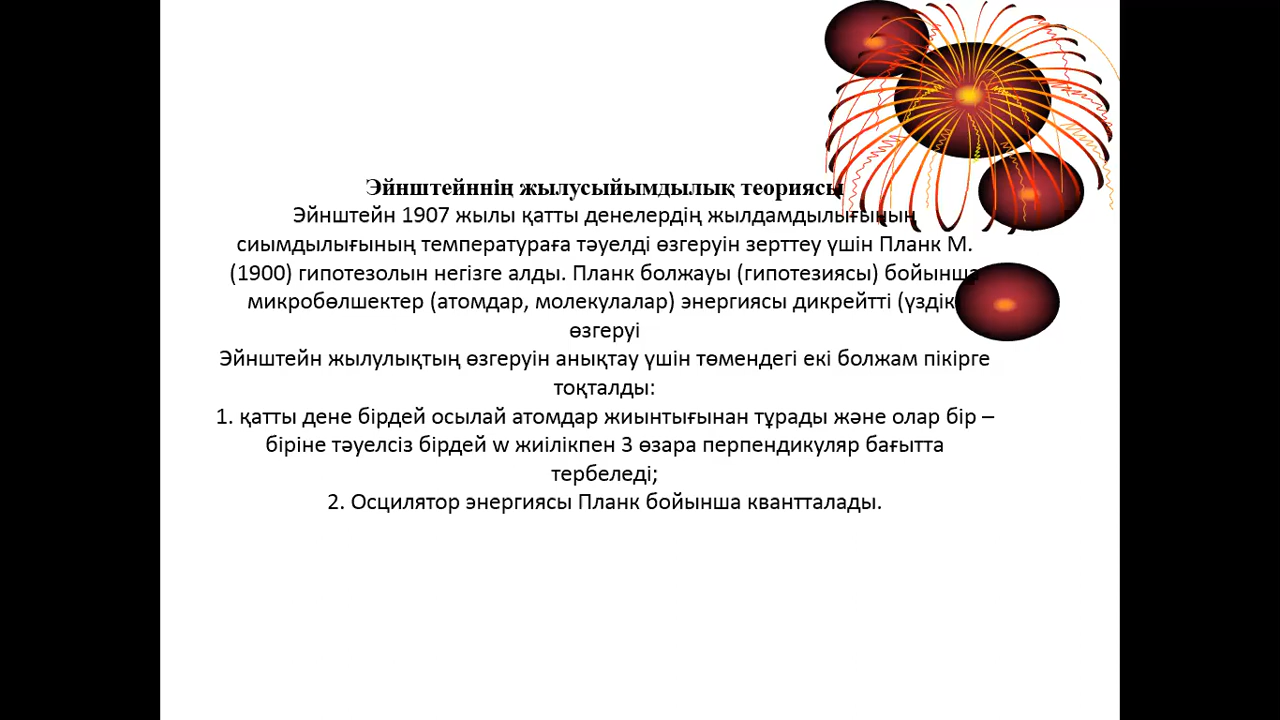 Эйнштейннің жылусыйымдылық теориясы
Эйнштейн 1907 жылы қатты денелердің жылдамдылығының
сиымдылығының температураға тәуелді өзгеруін зерттеу үшін Планк М.
(1900) гипотезолын негізге алды. Планк болжауы (гипотезиясы) бойынша
микробөлшектер (атомдар, молекулалар) энергиясы дикрейтті
өзгеруі
Эйнштейн жылулықтың өзгеруін анықтау үшін төмендегі екі болжам пікірге
тоқталды:
1. қатты дене бірдей осылай атомдар жиынтығынан тұрады және олар бір –
біріне тәуелсіз бірдей w жиілікпен 3 өзара перпендикуляр бағытта
тербеледі;
2. Осцилятор энергиясы Планк бойынша квантталады.